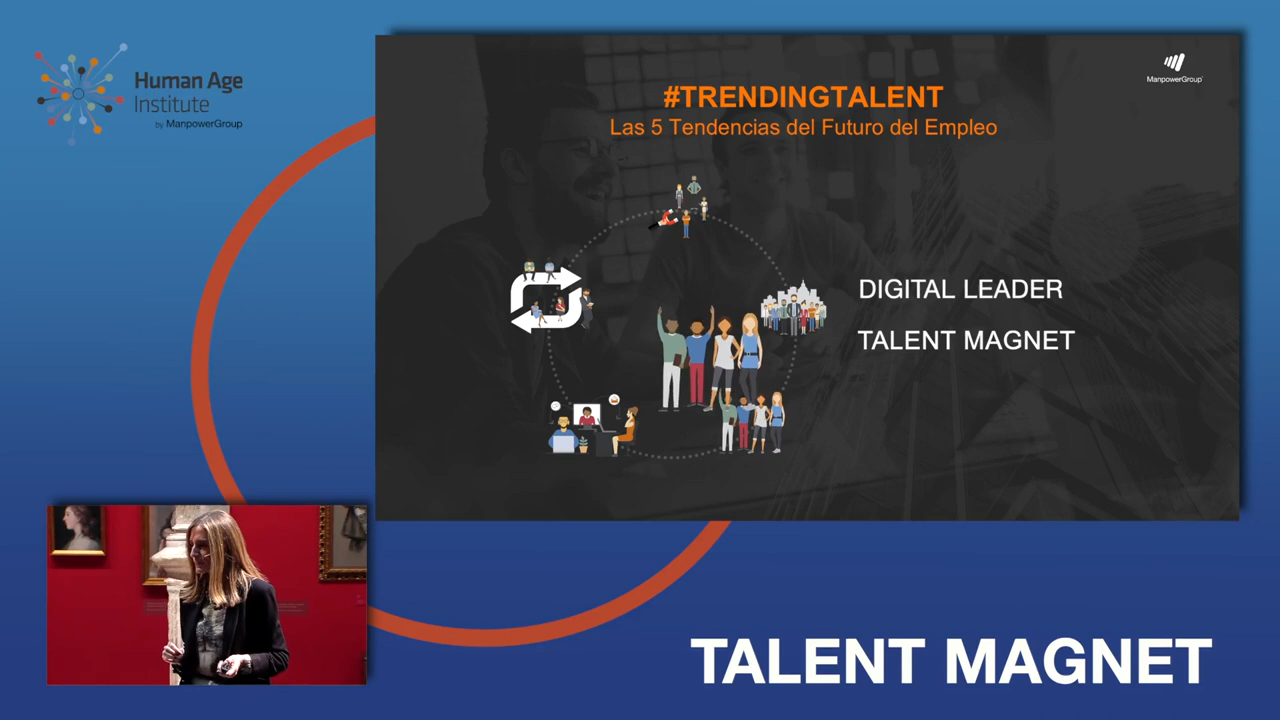 Human Age
Institute
by ManpowerGroup
ManpowerGroup
#TRENDINGTALENT
Las 5 Tendencias del Futuro del Empleo
DIGITAL LEADER
TALENT MAGNET
TALENT MAGNET